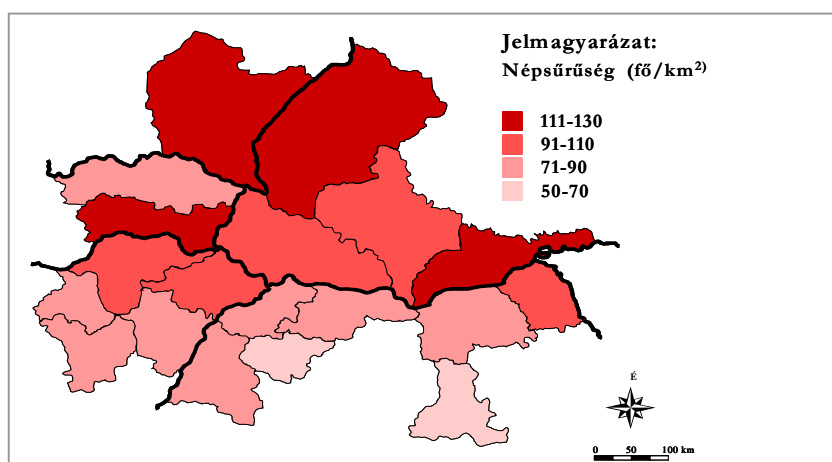 Jelmagyarázat:
Népsűrűség (fő/km²)
111-130
91-110
71-90
50-70
É
0 50 100 km